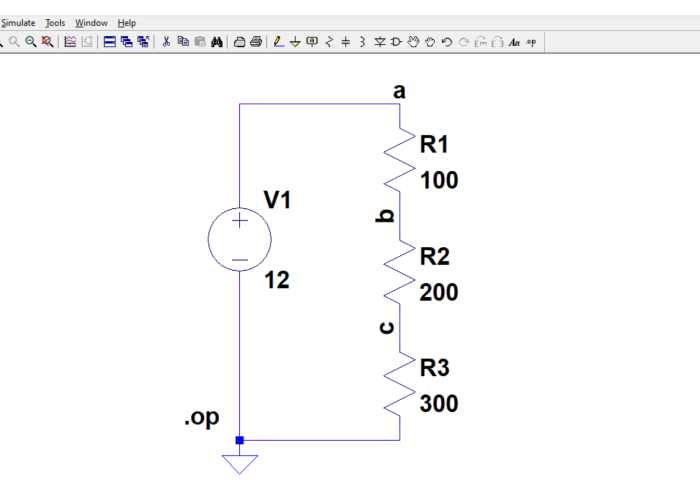 Simulate Tools Window Help
Aa .op
a
R1
100
V1
12
b
R2
200
c
R3
300
.op